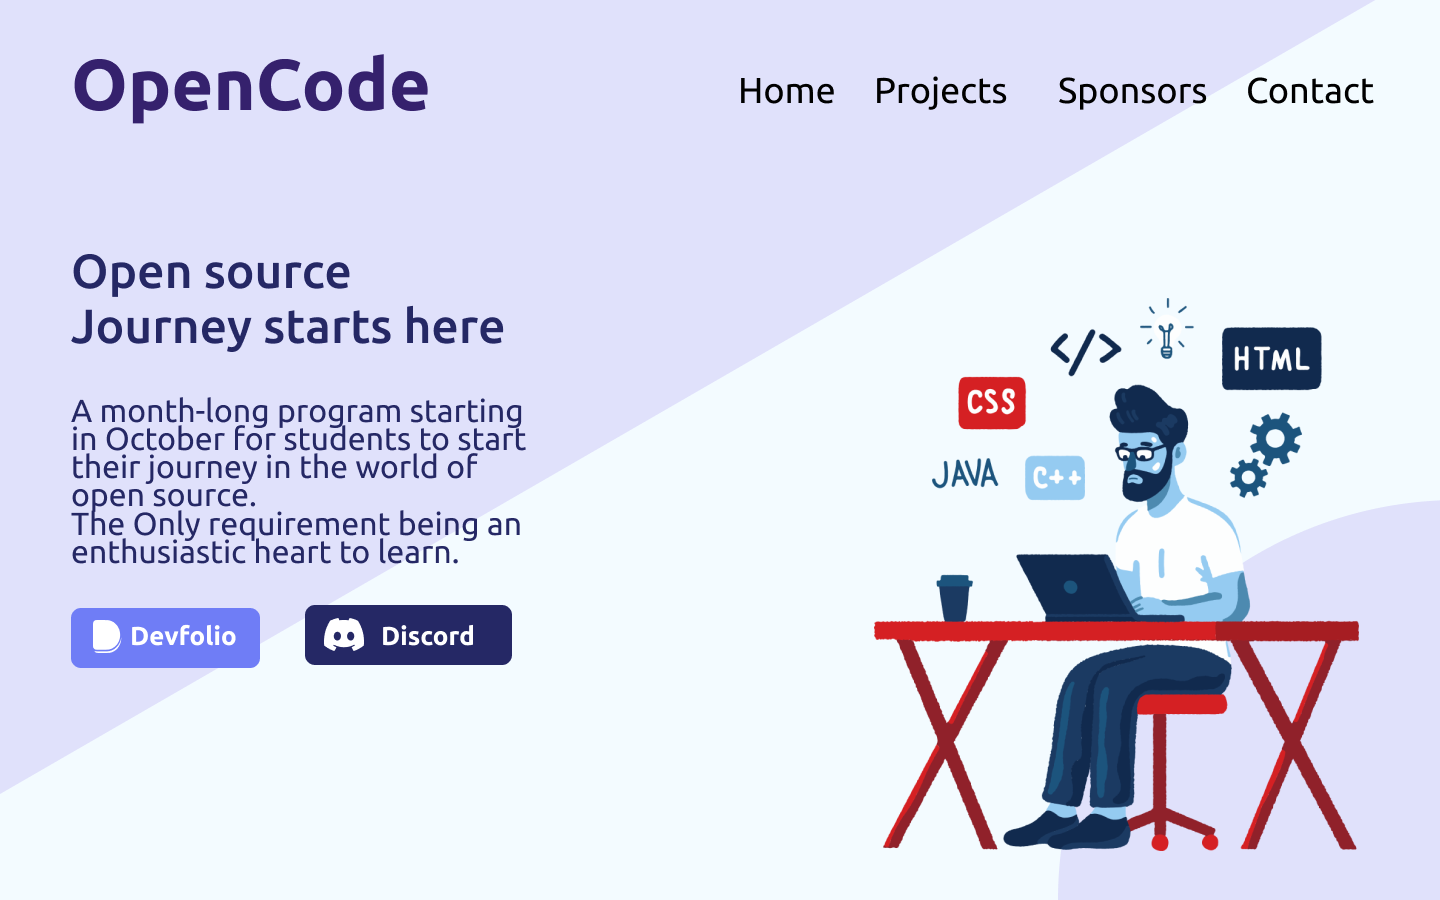 OpenCode
Home Projects Sponsors Contact
Open source
Journey starts here
A month-long program starting
in October for students to start
their journey in the world of
open source.
The Only requirement being an
enthusiastic heart to learn.
Devfolio Discord
</>
HTML
CSS
JAVA
C++